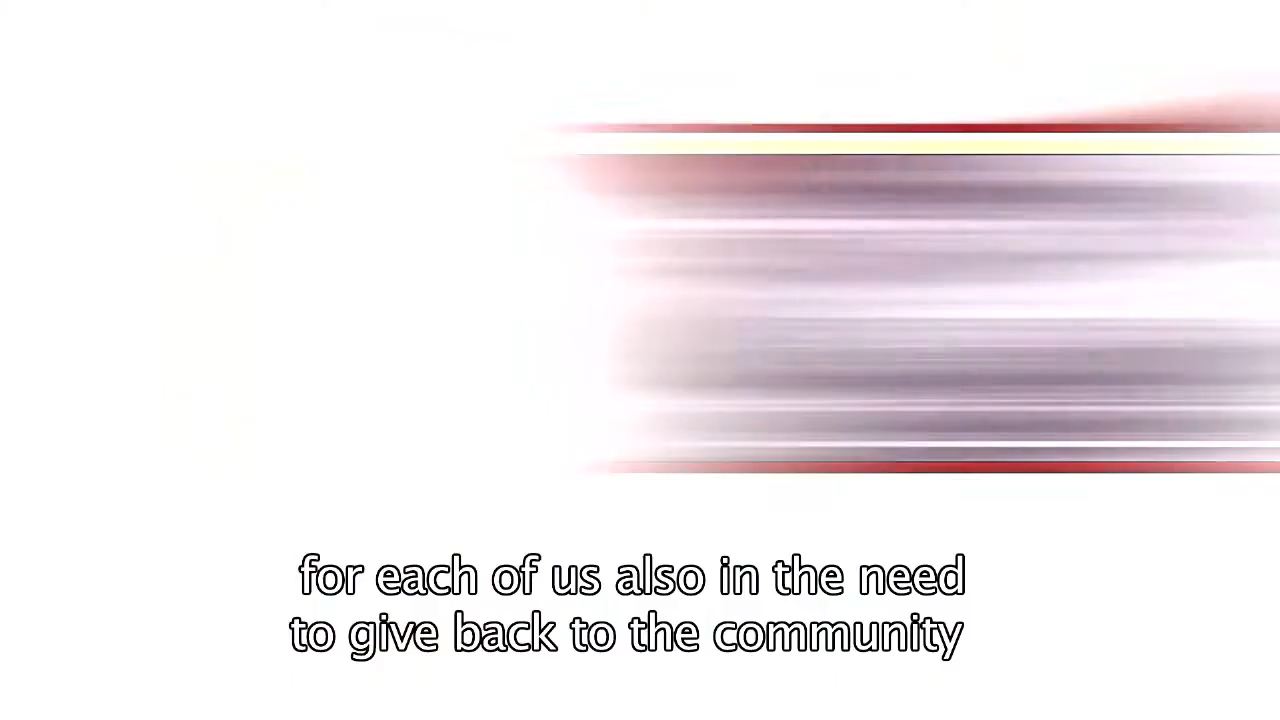 for each of us also in the need
to give back to the community